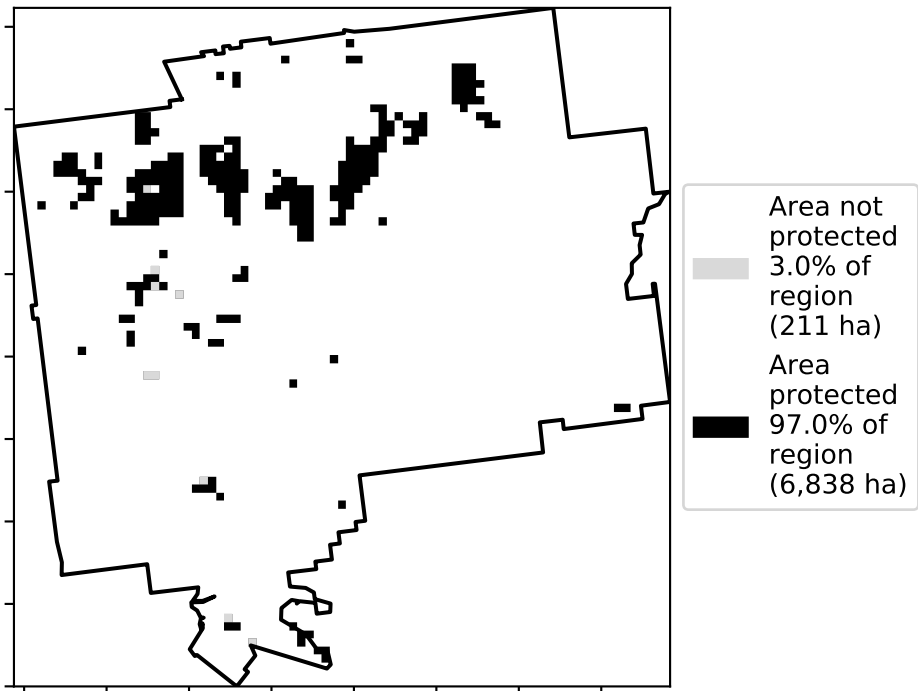 Area not
protected
3.0% of
region
(211 ha)
Area
protected
97.0% of
region
(6,838 ha)